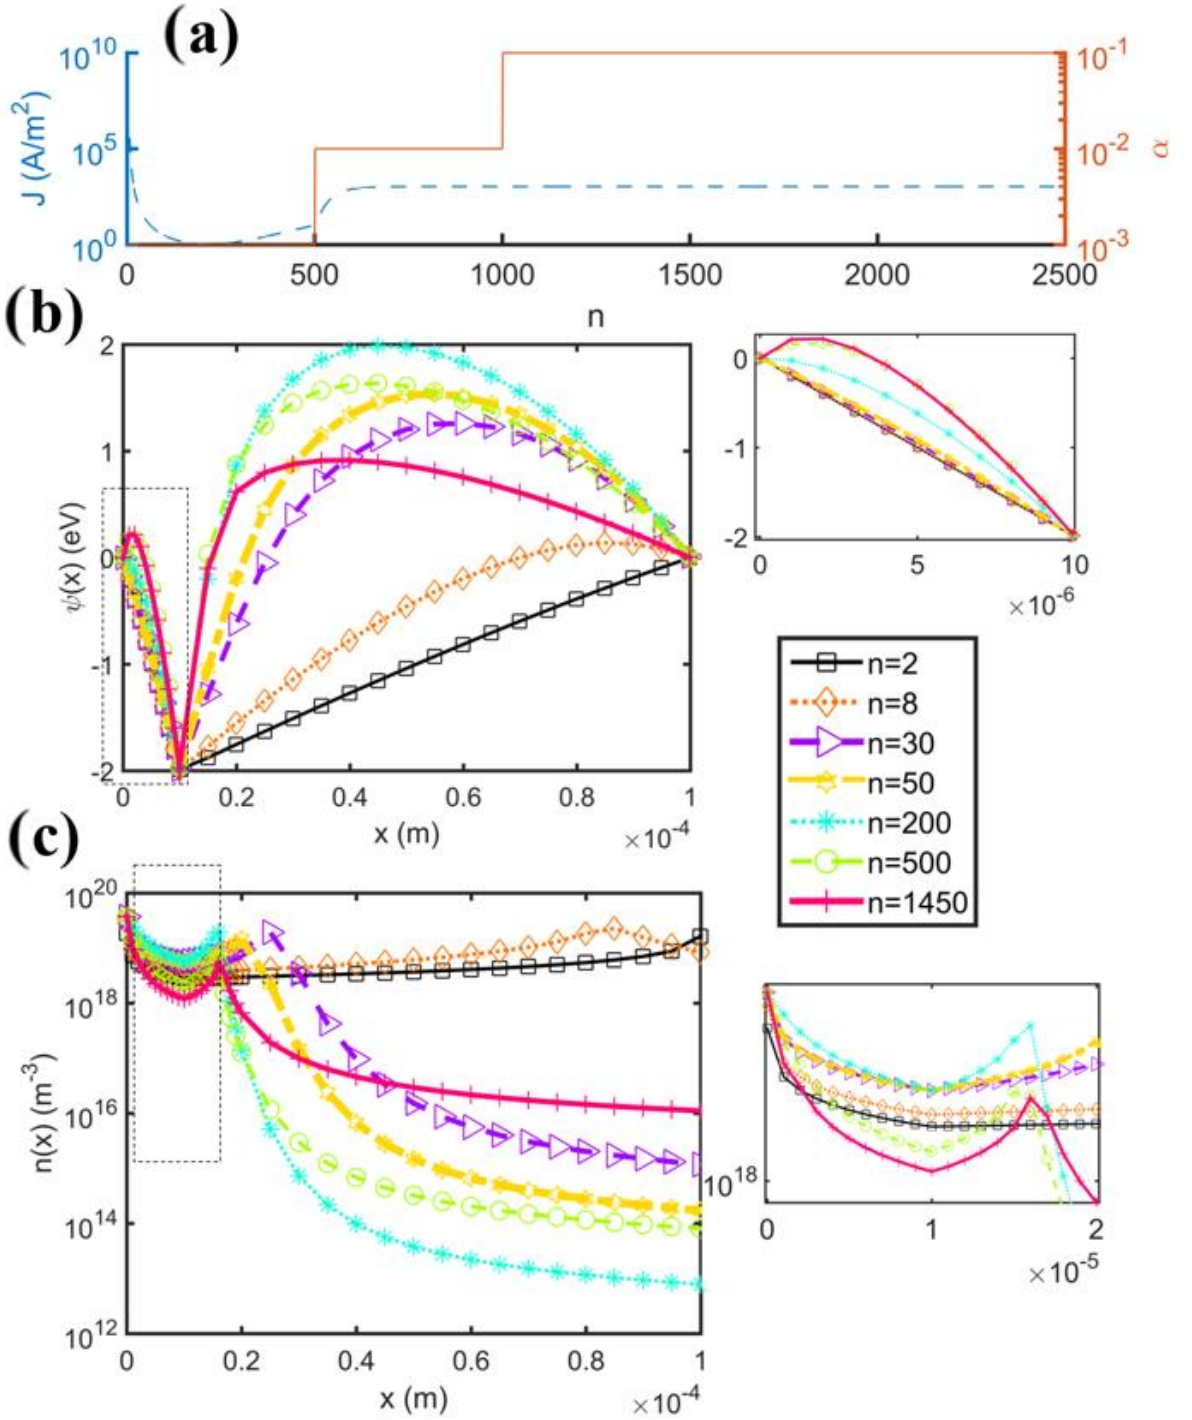 (a)
10^10
10^5
10^0
J (A/m^2)
10^-1
10^-2
10^-3
α
0 500 1000 1500 2000 2500
n
(b)
2
1
0
-1
-2
ψ(x) (eV)
0 0.2 0.4 0.6 0.8 1
x (m)
×10^-4
0
-1
-2
0 5 10
×10^-6
n=2
n=8
n=30
n=50
n=200
n=500
n=1450
(c)
10^20
10^18
10^16
10^14
10^12
n(x) (m^-3)
0 0.2 0.4 0.6 0.8 1
x (m)
×10^-4
10^18
0 1 2
×10^-5